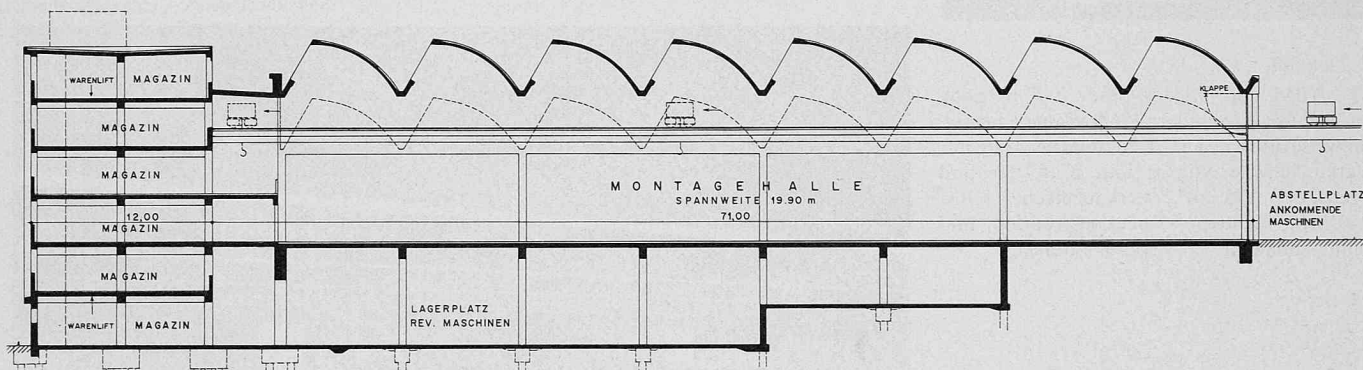 WARENLIFT
MAGAZIN
MAGAZIN
MAGAZIN
12,00
MAGAZIN
MAGAZIN
WARENLIFT
MAGAZIN
MONTAGEHALLE
SPANNWEITE 19.90 m
71,00
LAGERPLATZ
REV. MASCHINEN
KLAPPE
ABSTELLPLATZ
ANKOMMENDE
MASCHINEN